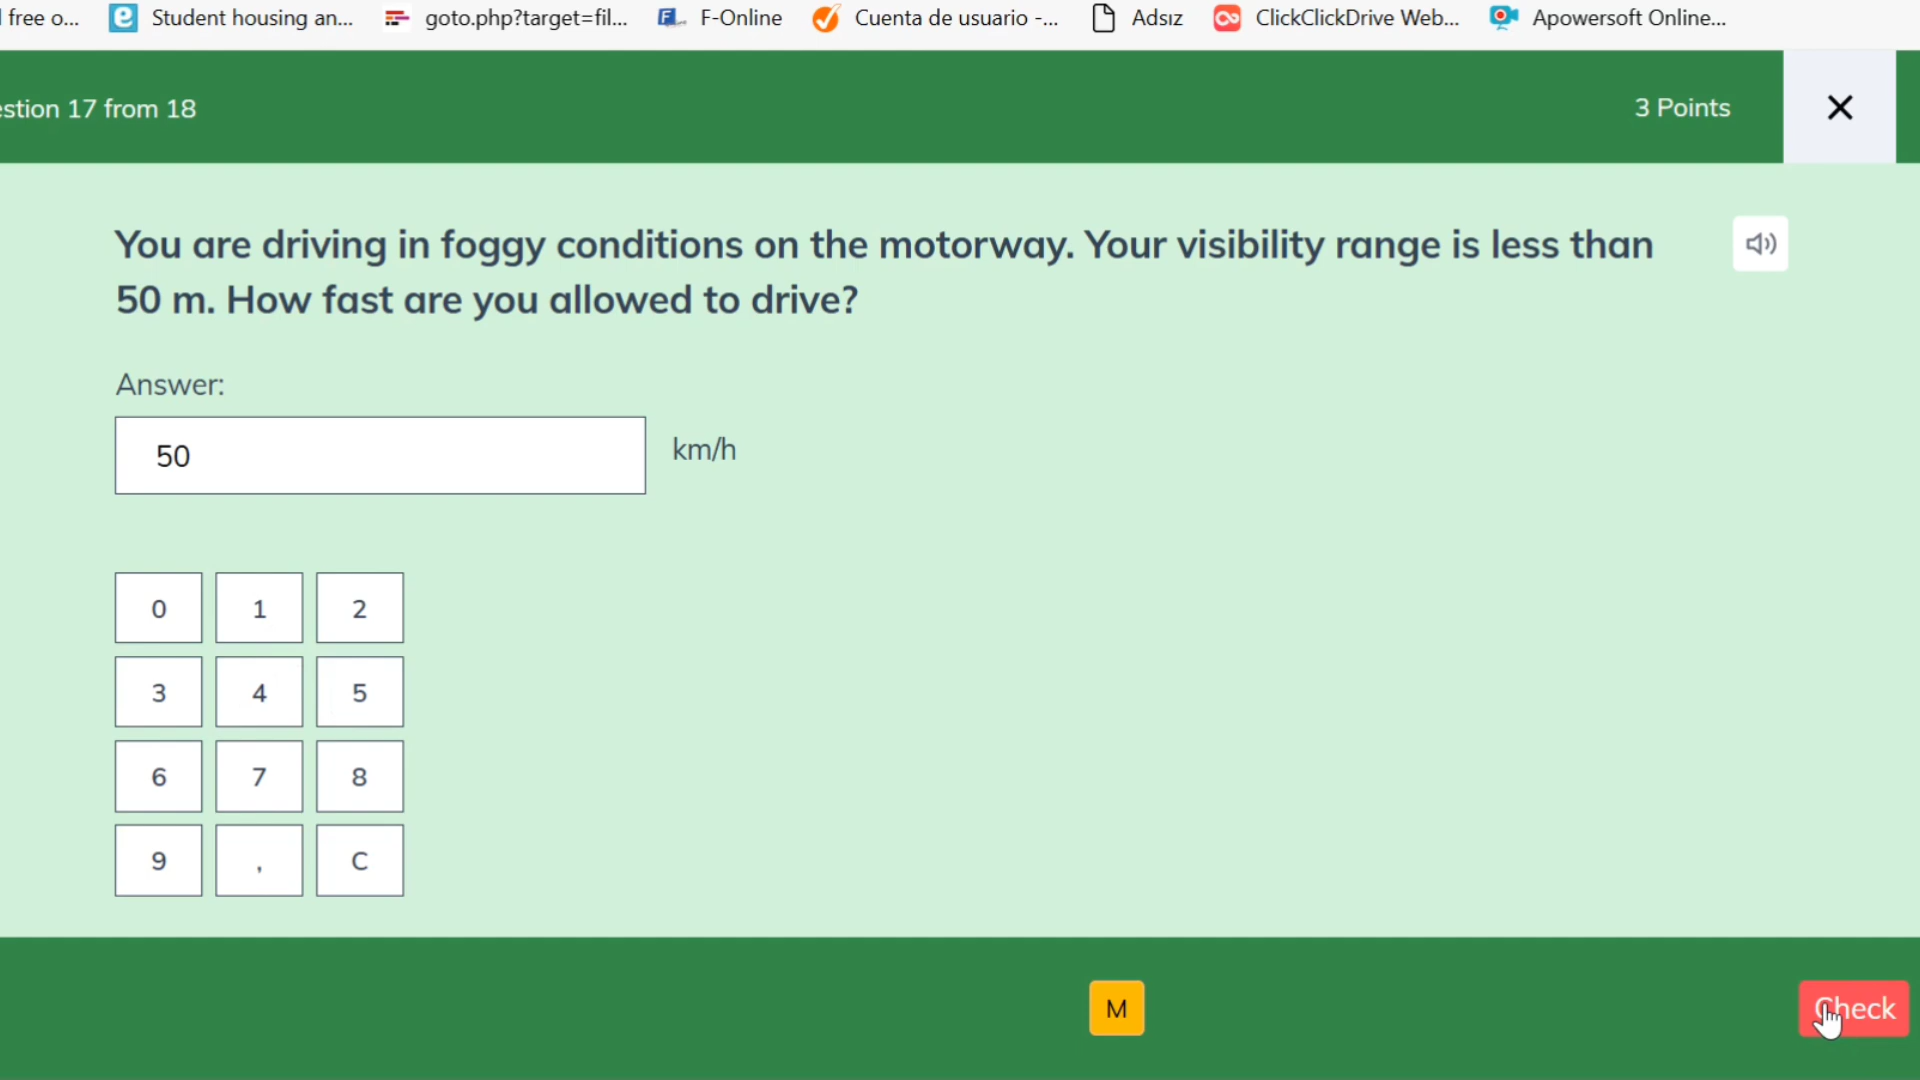 free o...
Student housing an...
goto.php?target=fil...
F-Online
Cuenta de usuario -...
Adsız
ClickClickDrive Web...
Apowersoft Online...
estion 17 from 18
3 Points
You are driving in foggy conditions on the motorway. Your visibility range is less than
50 m. How fast are you allowed to drive?
Answer:
50
km/h
0 1 2
3 4 5
6 7 8
9 , C
M
Check